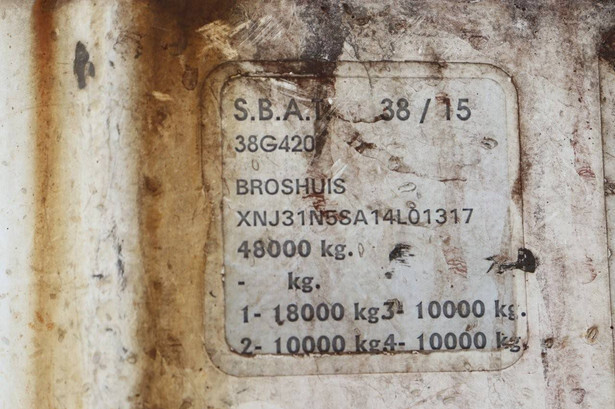 S.B.A.T. 38 / 15
38G420
BROSHUIS
XNJ31N5SA14L01317
48000 kg.
- kg.
1- 18000 kg3- 10000 kg.
2- 10000 kg4- 10000 kg.